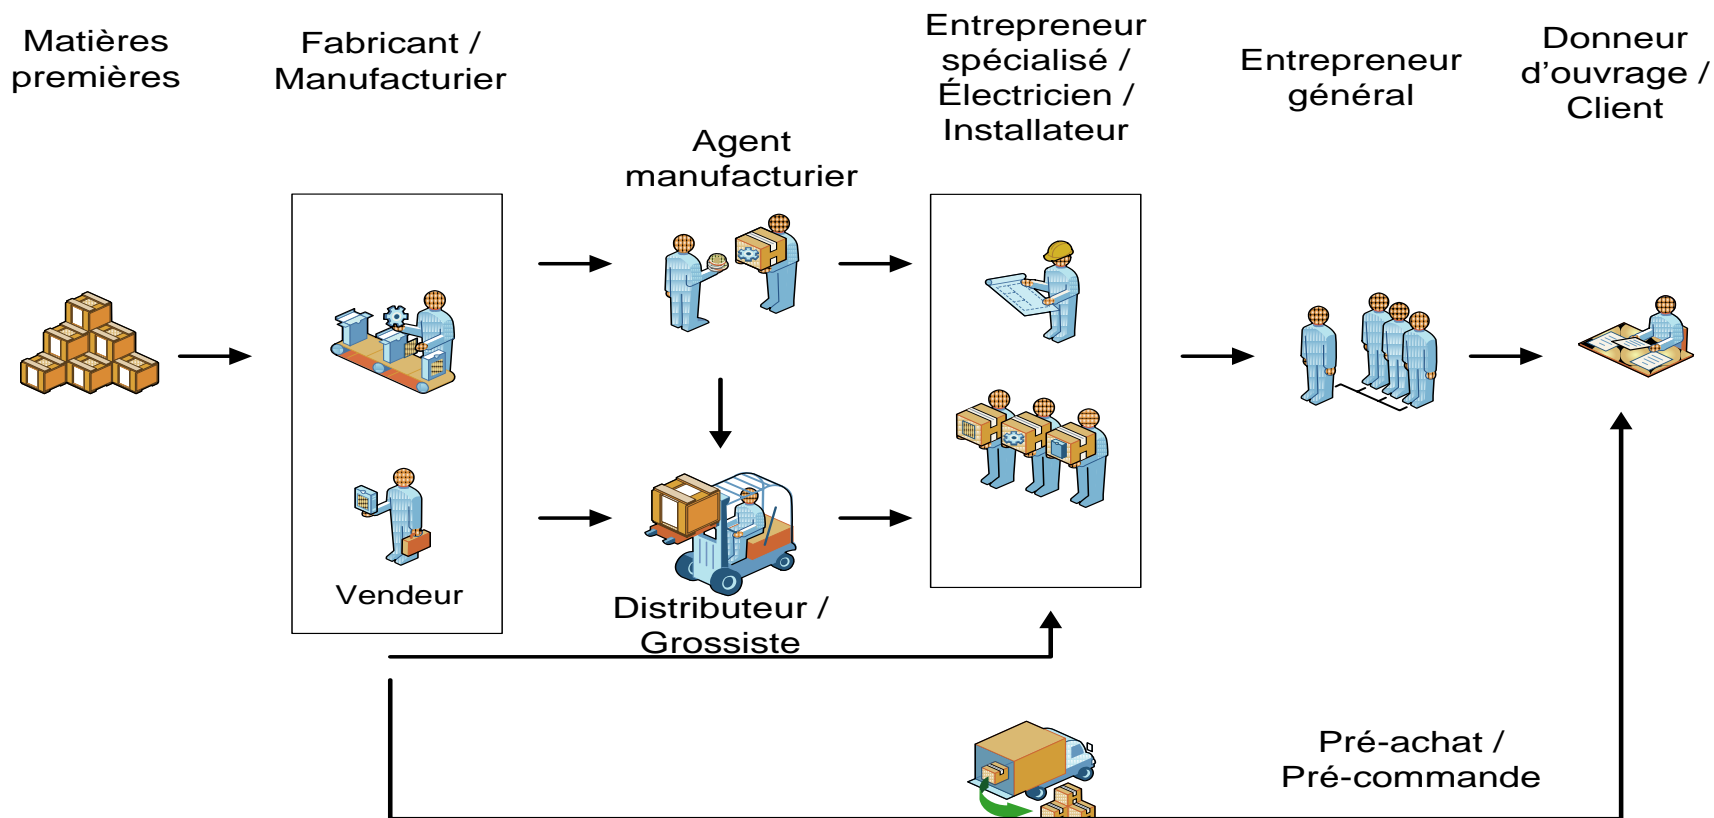 Matières
premières
Fabricant /
Manufacturier
Agent
manufacturier
Entrepreneur
spécialisé /
Électricien /
Installateur
Entrepreneur
général
Donneur
d’ouvrage /
Client
Vendeur
Distributeur /
Grossiste
Pré-achat /
Pré-commande